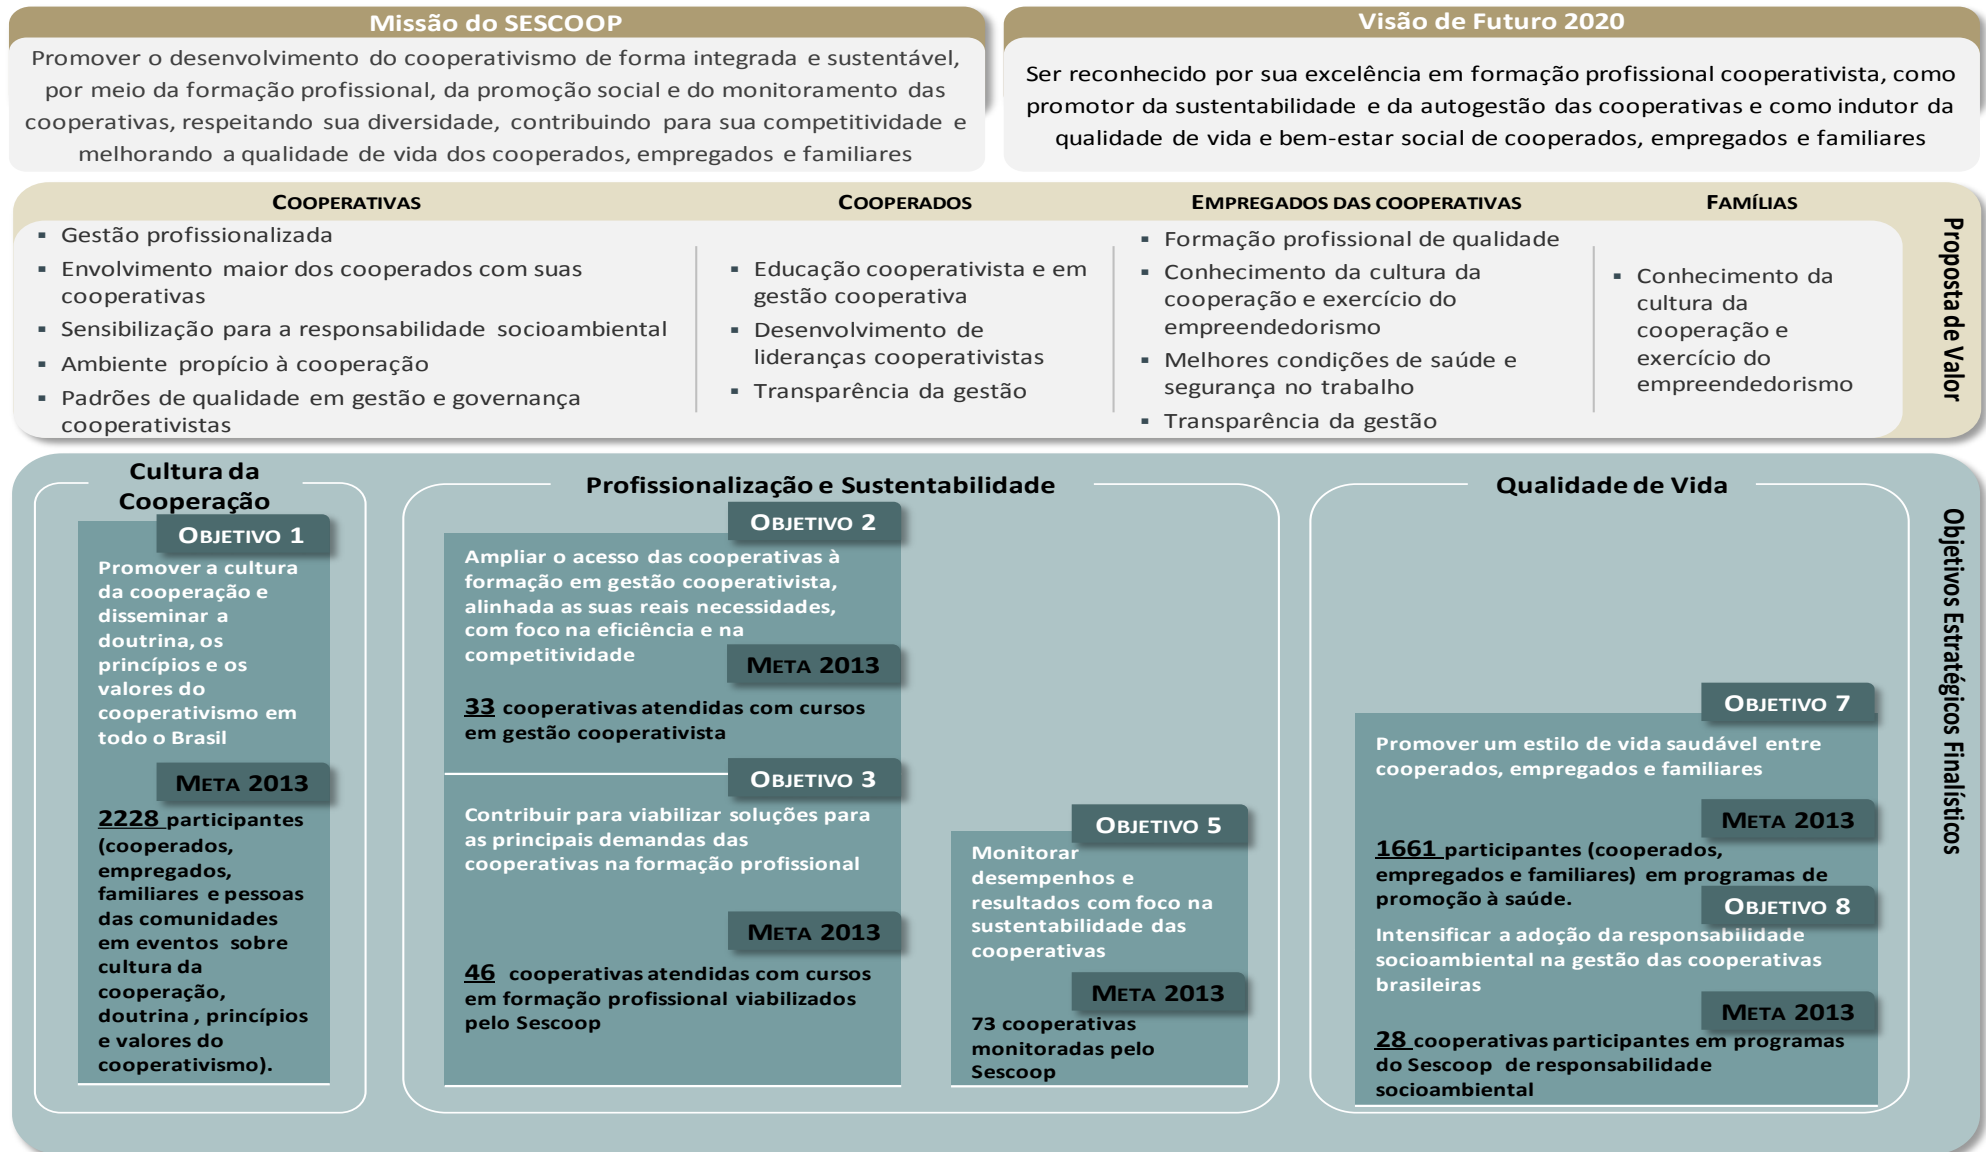 Missão do SESCOOP
Promover o desenvolvimento do cooperativismo de forma integrada e sustentável,
por meio da formação profissional, da promoção social e do monitoramento das
cooperativas, respeitando sua diversidade, contribuindo para sua competitividade e
melhorando a qualidade de vida dos cooperados, empregados e familiares
Visão de Futuro 2020
Ser reconhecido por sua excelência em formação profissional cooperativista, como
promotor da sustentabilidade e da autogestão das cooperativas e como indutor da
qualidade de vida e bem-estar social de cooperados, empregados e familiares
Proposta de Valor
COOPERATIVAS
▪ Gestão profissionalizada
▪ Envolvimento maior dos cooperados com suas
cooperativas
▪ Sensibilização para a responsabilidade socioambiental
▪ Ambiente propício à cooperação
▪ Padrões de qualidade em gestão e governança
cooperativistas
COOPERADOS
▪ Educação cooperativista e em
gestão cooperativa
▪ Desenvolvimento de
lideranças cooperativistas
▪ Transparência da gestão
EMPREGADOS DAS COOPERATIVAS
▪ Formação profissional de qualidade
▪ Conhecimento da cultura da
cooperação e exercício do
empreendedorismo
▪ Melhores condições de saúde e
segurança no trabalho
▪ Transparência da gestão
FAMÍLIAS
▪ Conhecimento da
cultura da
cooperação e
exercício do
empreendedorismo
Objetivos Estratégicos Finalísticos
Cultura da
Cooperação
OBJETIVO 1
Promover a cultura
da cooperação e
disseminar a
doutrina, os
princípios e os
valores do
cooperativismo em
todo o Brasil
META 2013
2228 participantes
(cooperados,
empregados,
familiares e pessoas
das comunidades
em eventos sobre
cultura da
cooperação,
doutrina , princípios
e valores do
cooperativismo).
Profissionalização e Sustentabilidade
OBJETIVO 2
Ampliar o acesso das cooperativas à
formação em gestão cooperativista,
alinhada as suas reais necessidades,
com foco na eficiência e na
competitividade
META 2013
33 cooperativas atendidas com cursos
em gestão cooperativista
OBJETIVO 3
Contribuir para viabilizar soluções para
as principais demandas das
cooperativas na formação profissional
META 2013
46 cooperativas atendidas com cursos
em formação profissional viabilizados
pelo Sescoop
OBJETIVO 5
Monitorar
desempenhos e
resultados com foco na
sustentabilidade das
cooperativas
META 2013
73 cooperativas
monitoradas pelo
Sescoop
Qualidade de Vida
OBJETIVO 7
Promover um estilo de vida saudável entre
cooperados, empregados e familiares
META 2013
1661 participantes (cooperados,
empregados e familiares) em programas de
promoção à saúde.
OBJETIVO 8
Intensificar a adoção da responsabilidade
socioambiental na gestão das cooperativas
brasileiras
META 2013
28 cooperativas participantes em programas
do Sescoop de responsabilidade
socioambiental